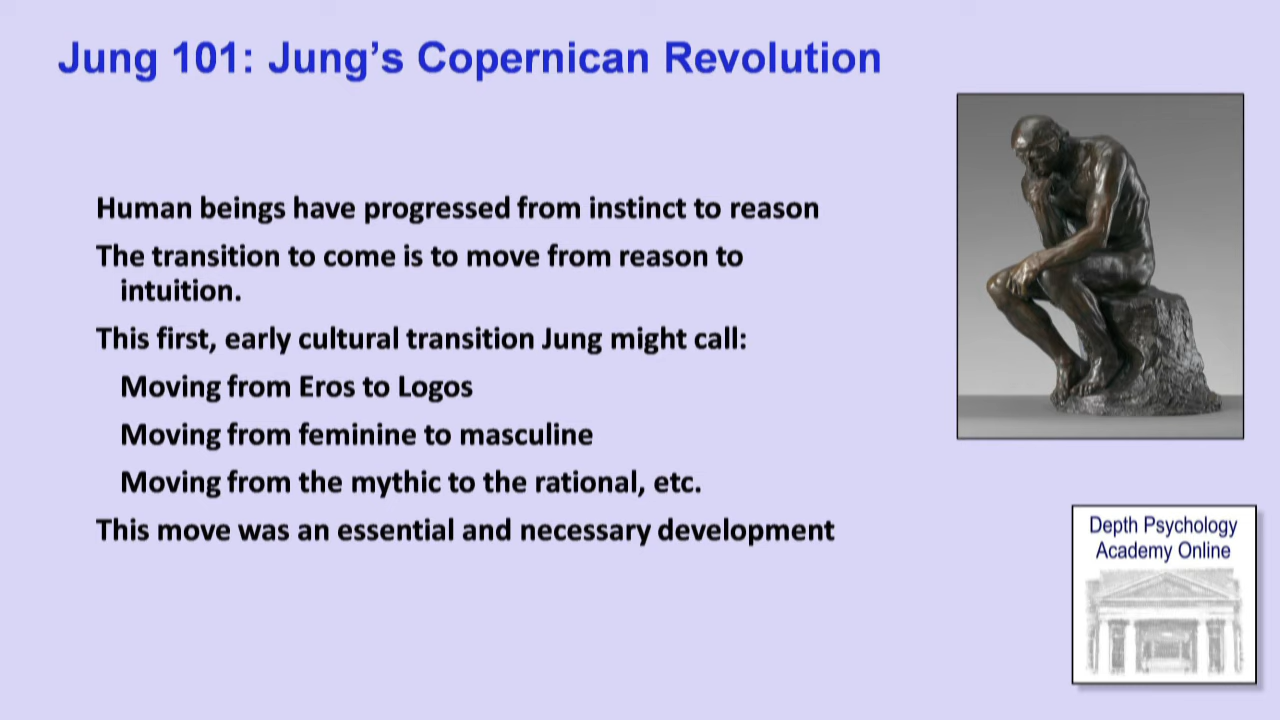 Jung 101: Jung's Copernican Revolution
Human beings have progressed from instinct to reason
The transition to come is to move from reason to
intuition.
This first, early cultural transition Jung might call:
Moving from Eros to Logos
Moving from feminine to masculine
Moving from the mythic to the rational, etc.
This move was an essential and necessary development
Depth Psychology
Academy Online